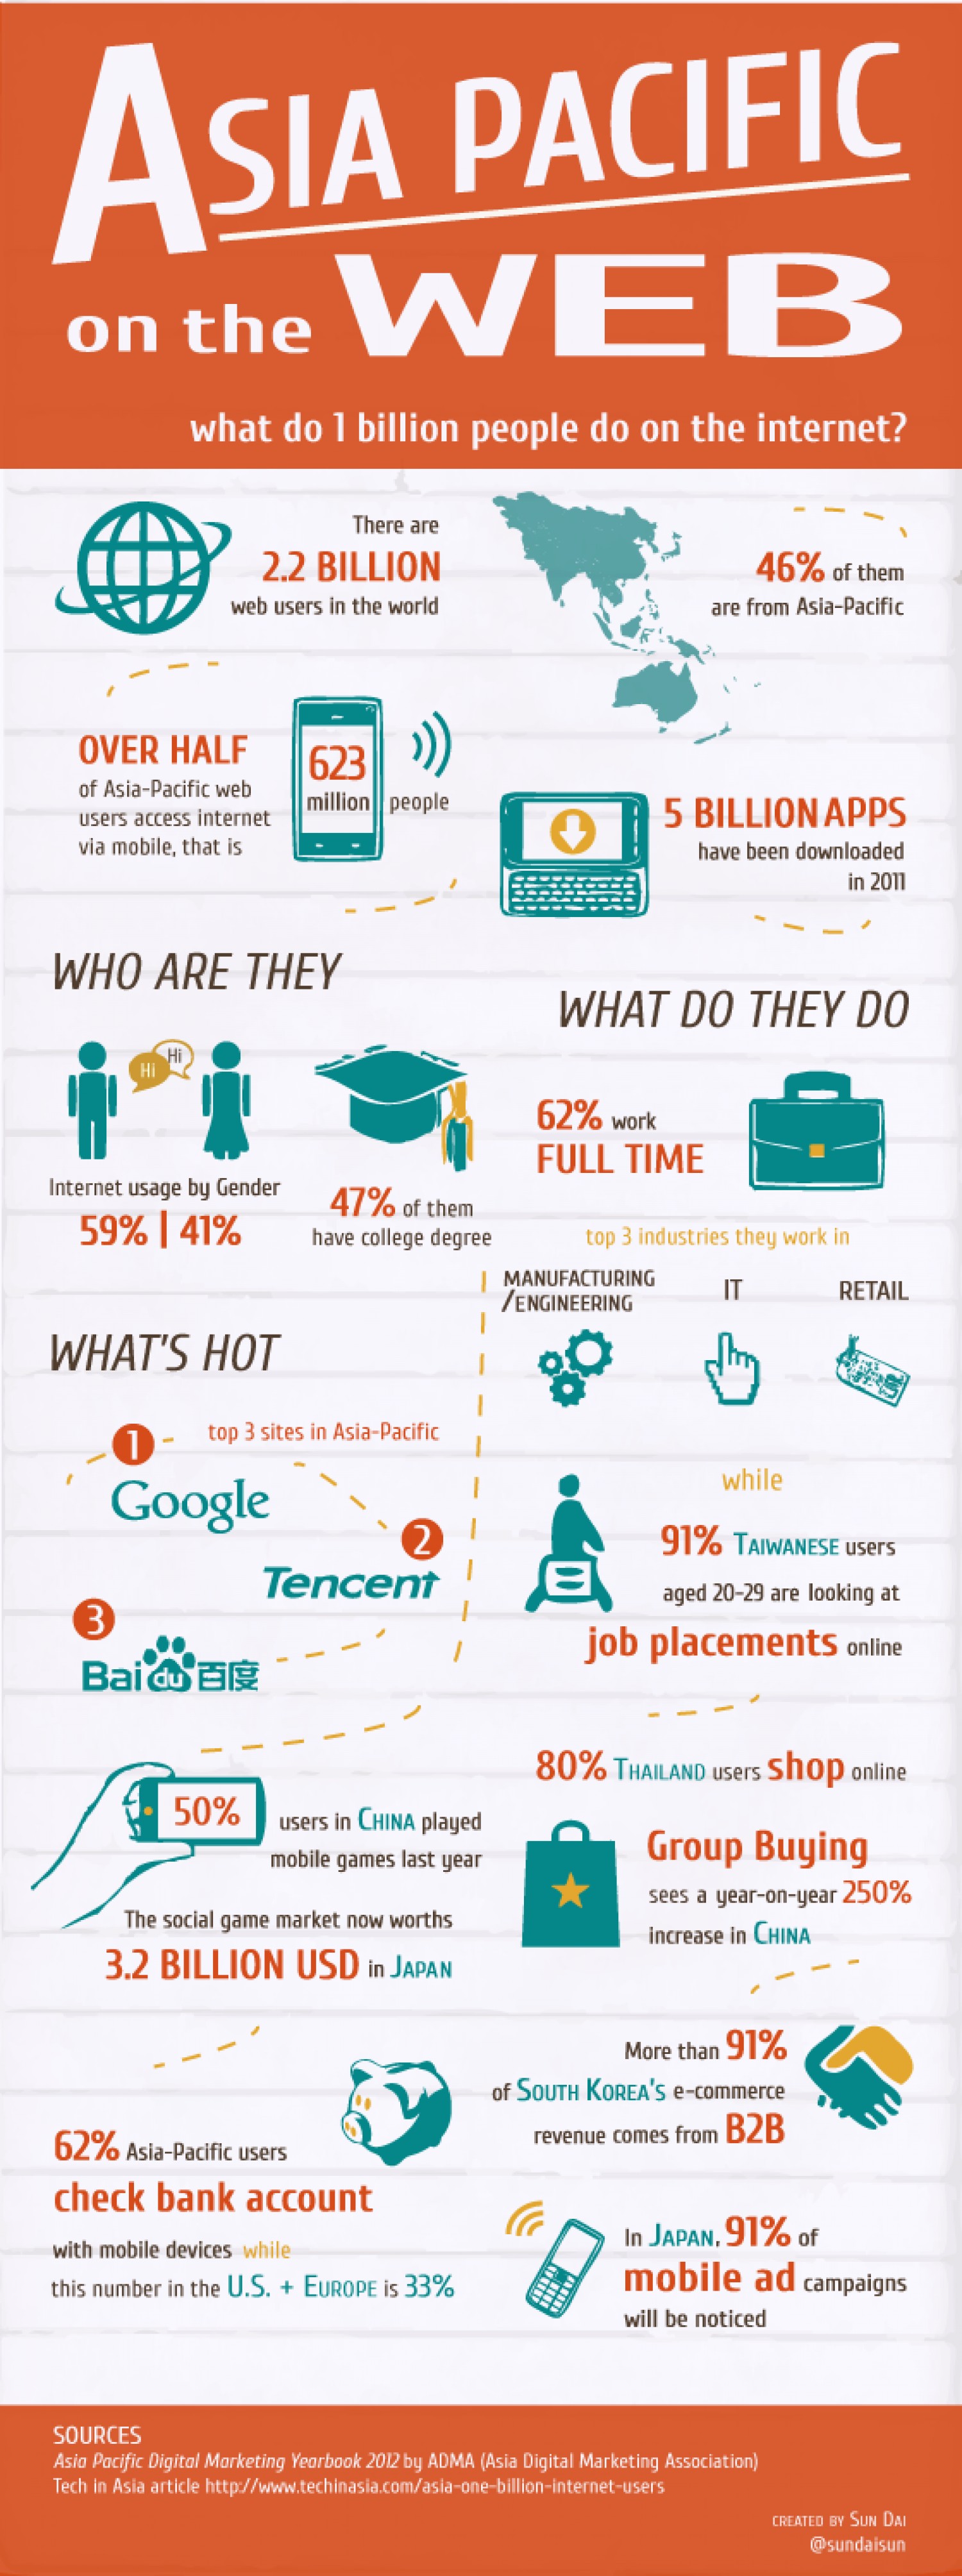 ASIA PACIFIC
on the WEB
what do 1 billion people do on the internet?
There are
2.2 BILLION
web users in the world
46% of them
are from Asia-Pacific
OVER HALF
of Asia-Pacific web
users access internet
via mobile, that is
623
million people
5 BILLION APPS
have been downloaded
in 2011
WHO ARE THEY
Hi
Hi
Internet usage by Gender
59% | 41%
47% of them
have college degree
WHAT DO THEY DO
62% work
FULL TIME
top 3 industries they work in
MANUFACTURING
/ENGINEERING
IT
RETAIL
WHAT'S HOT
top 3 sites in Asia-Pacific
1
Google
2
Tencent
3
Bai du 百度
while
91% TAIWANESE users
aged 20-29 are looking at
job placements online
50%
users in CHINA played
mobile games last year
The social game market now worths
3.2 BILLION USD in JAPAN
80% THAILAND users shop online
Group Buying
sees a year-on-year 250%
increase in CHINA
More than 91%
of SOUTH KOREA'S e-commerce
revenue comes from B2B
62% Asia-Pacific users
check bank account
with mobile devices while
this number in the U.S. + EUROPE is 33%
In JAPAN, 91% of
mobile ad campaigns
will be noticed
SOURCES
Asia Pacific Digital Marketing Yearbook 2012 by ADMA (Asia Digital Marketing Association)
Tech in Asia article http://www.techinasia.com/asia-one-billion-internet-users
CREATED BY SUN DAI
@sundaisun